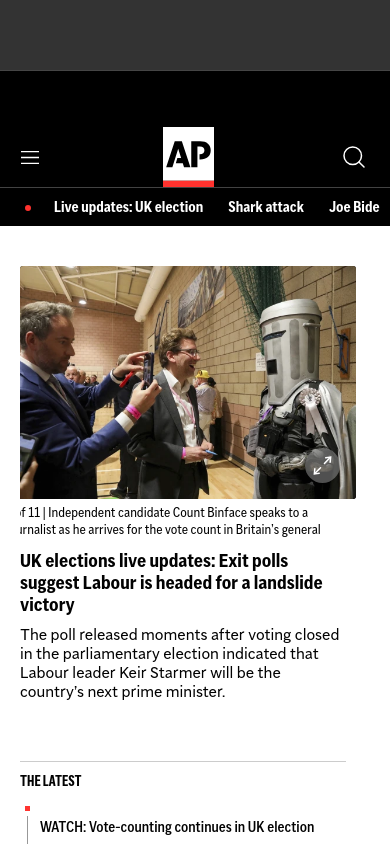 AP
Live updates: UK election Shark attack Joe Bide
of 11 | Independent candidate Count Binface speaks to a
urnalist as he arrives for the vote count in Britain's general
UK elections live updates: Exit polls
suggest Labour is headed for a landslide
victory
The poll released moments after voting closed
in the parliamentary election indicated that
Labour leader Keir Starmer will be the
country's next prime minister.
THE LATEST
WATCH: Vote-counting continues in UK election